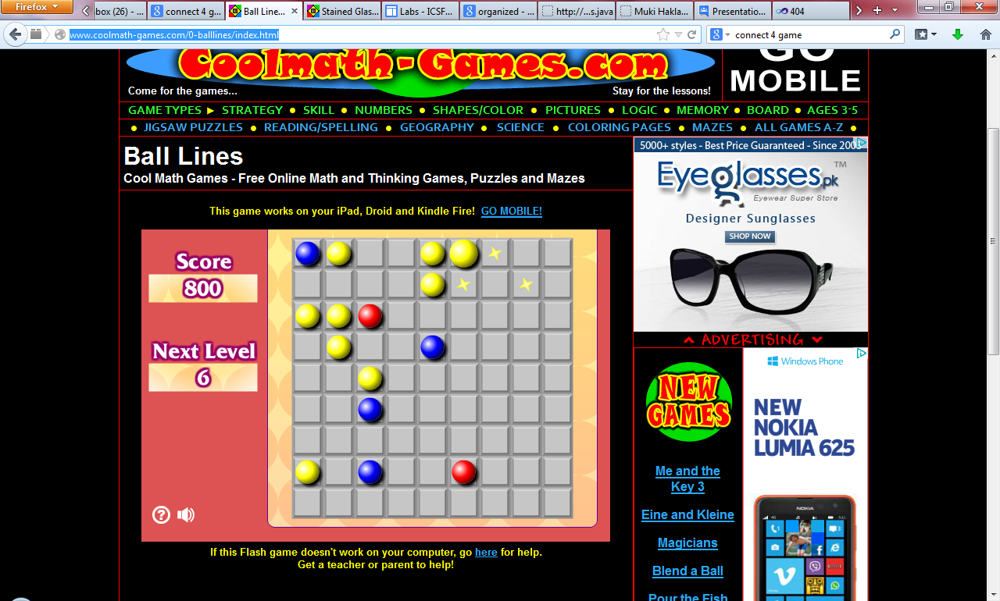 Firefox
box (26) - ...
connect 4 g...
Ball Line...
Stained Glas...
Labs - ICSF...
organized - ...
http://...s.java
Muki Hakla...
Presentatio...
404
www.coolmath-games.com/0-balllines/index.html
connect 4 game
Coolmath-Games.com
Come for the games...
Stay for the lessons!
GO
MOBILE
GAME TYPES ► STRATEGY ● SKILL ● NUMBERS ● SHAPES/COLOR ● PICTURES ● LOGIC ● MEMORY ● BOARD ● AGES 3-5
● JIGSAW PUZZLES ● READING/SPELLING ● GEOGRAPHY ● SCIENCE ● COLORING PAGES ● MAZES ● ALL GAMES A-Z ●
Ball Lines
Cool Math Games - Free Online Math and Thinking Games, Puzzles and Mazes
This game works on your iPad, Droid and Kindle Fire! GO MOBILE!
Score
800
Next Level
6
?
If this Flash game doesn't work on your computer, go here for help.
Get a teacher or parent to help!
5000+ styles - Best Price Guaranteed - Since 2003
Eyeglasses.pk™
Eyewear Super Store
Designer Sunglasses
SHOP NOW
ADVERTISING
NEW
GAMES
Me and the
Key 3
Eine and Kleine
Magicians
Blend a Ball
Pour the Fish
Windows Phone
NEW
NOKIA
LUMIA 625
NOKIA